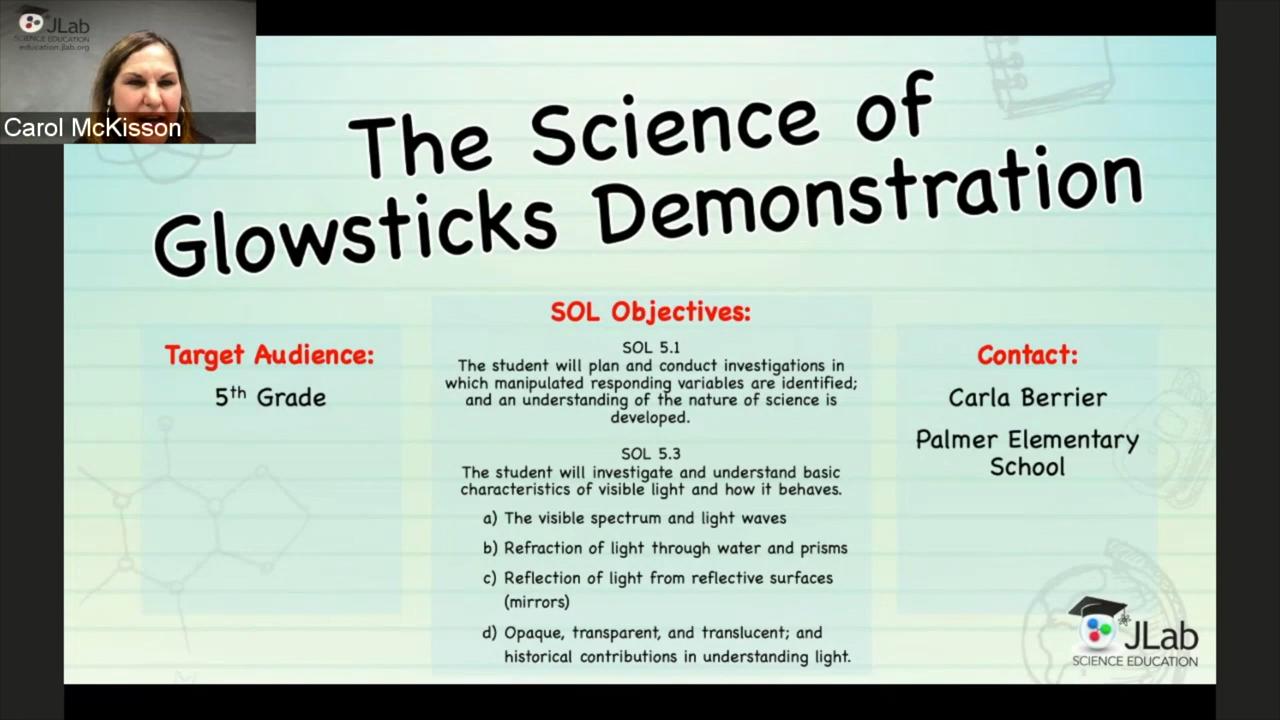 JLab
SCIENCE EDUCATION
education.jlab.org
Carol McKisson
The Science of
Glowsticks Demonstration
Target Audience:
5th Grade
SOL Objectives:
SOL 5.1
The student will plan and conduct investigations in
which manipulated responding variables are identified;
and an understanding of the nature of science is
developed.
SOL 5.3
The student will investigate and understand basic
characteristics of visible light and how it behaves.
a) The visible spectrum and light waves
b) Refraction of light through water and prisms
c) Reflection of light from reflective surfaces
(mirrors)
d) Opaque, transparent, and translucent; and
historical contributions in understanding light.
Contact:
Carla Berrier
Palmer Elementary
School
JLab
SCIENCE EDUCATION